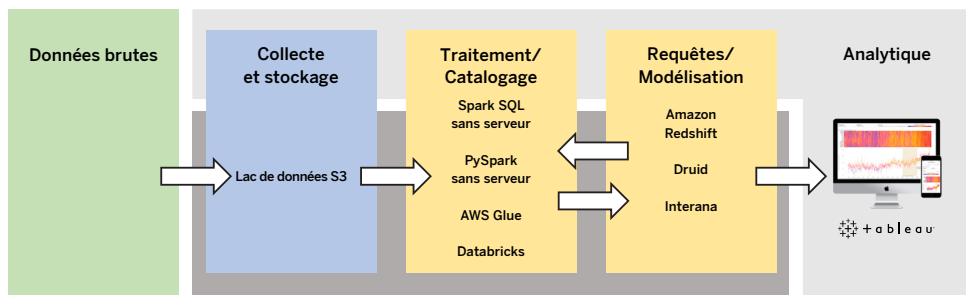 Données brutes
Collecte
et stockage
Lac de données S3
Traitement/
Catalogage
Spark SQL
sans serveur
PySpark
sans serveur
AWS Glue
Databricks
Requêtes/
Modélisation
Amazon
Redshift
Druid
Interana
Analytique
+ableau